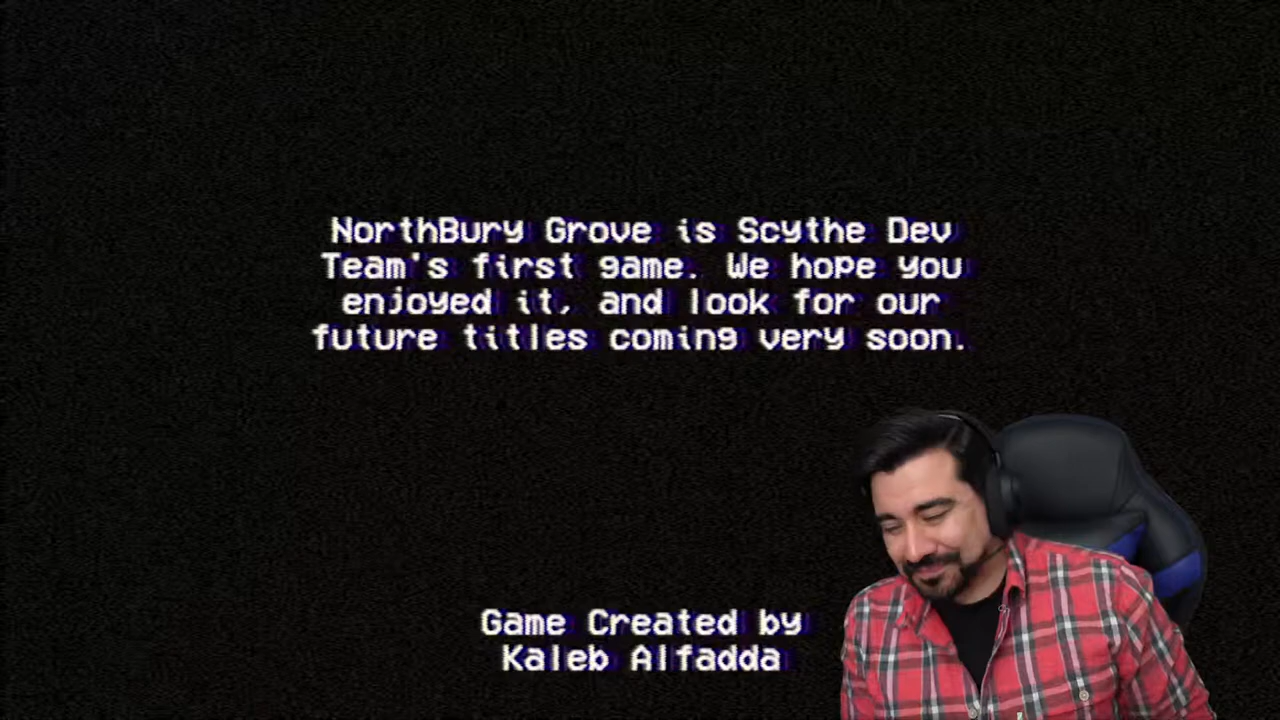 NorthBury Grove is Scythe Dev
Team's first game. We hope you
enjoyed it, and look for our
future titles coming very soon.
Game Created by
Kaleb Alfadda